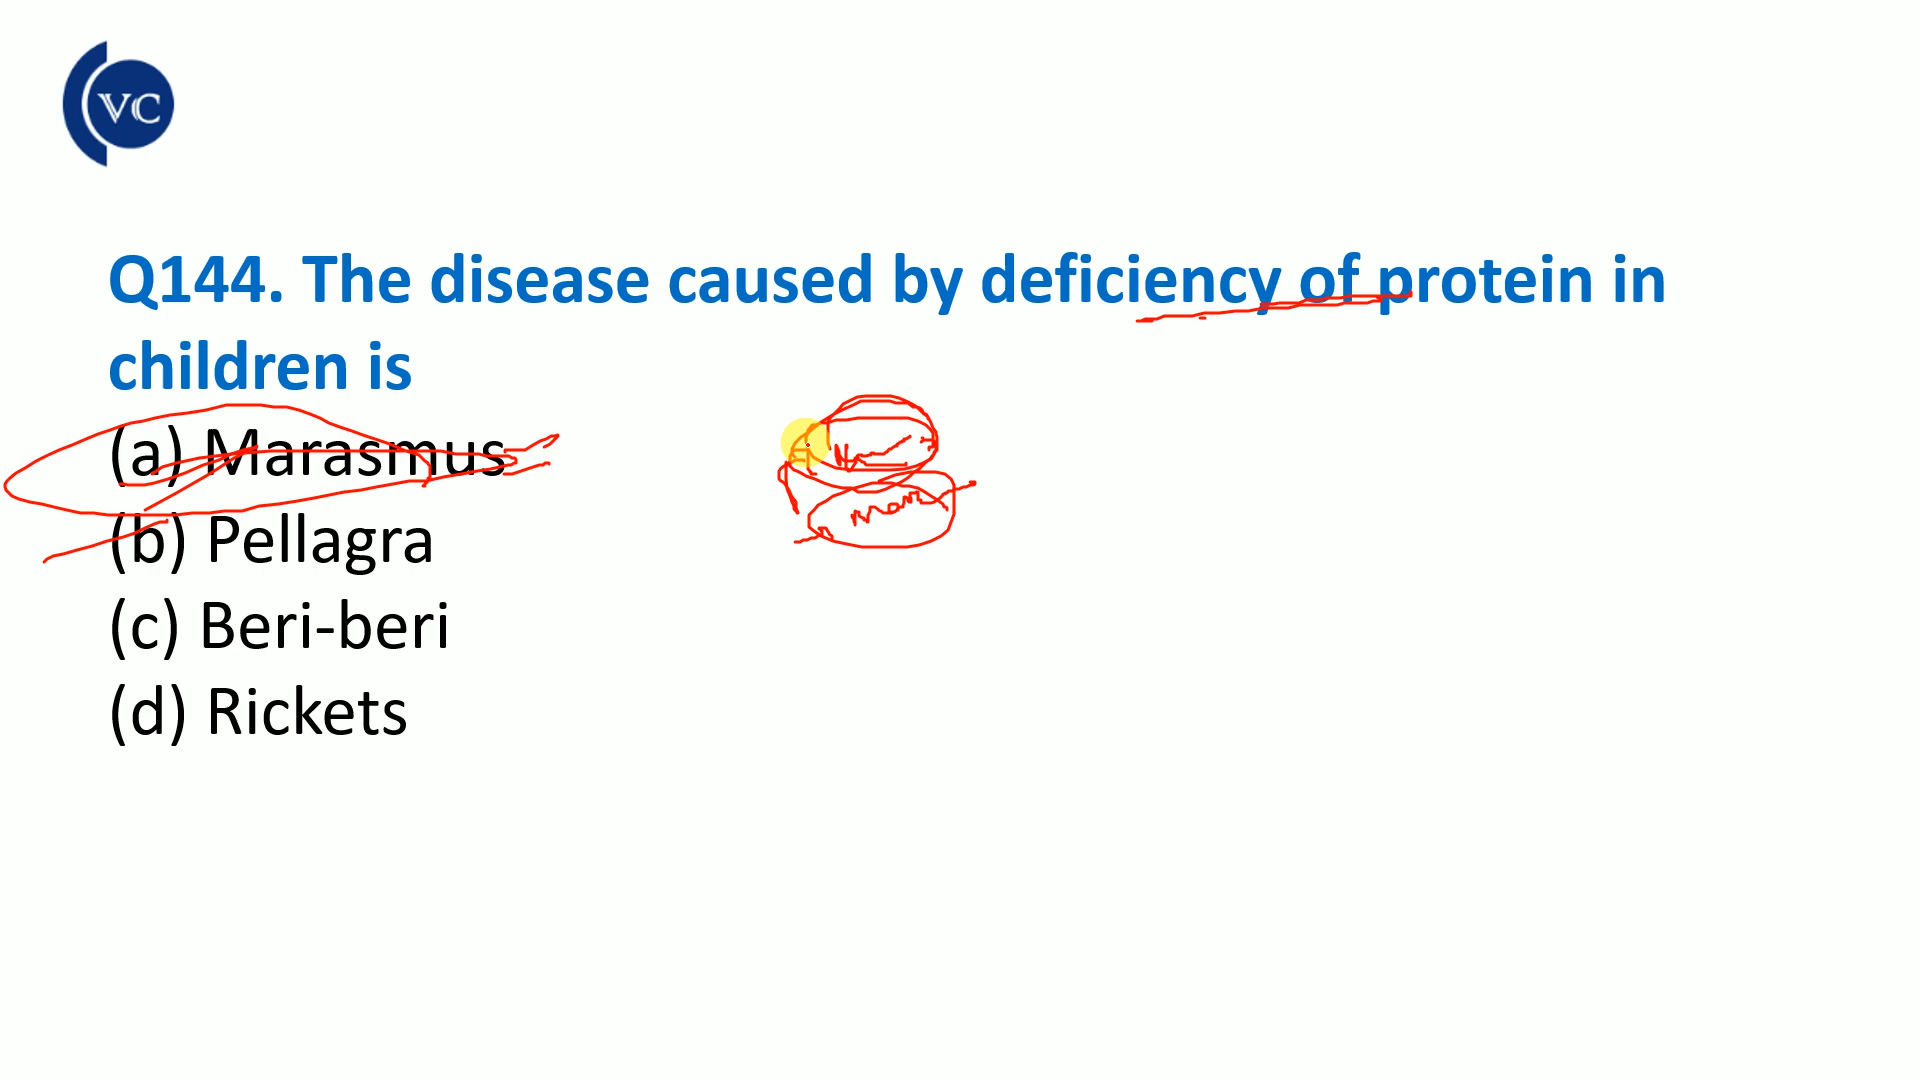 VC
Q144. The disease caused by deficiency of protein in
children is
(a) Marasmus
(b) Pellagra
(c) Beri-beri
(d) Rickets